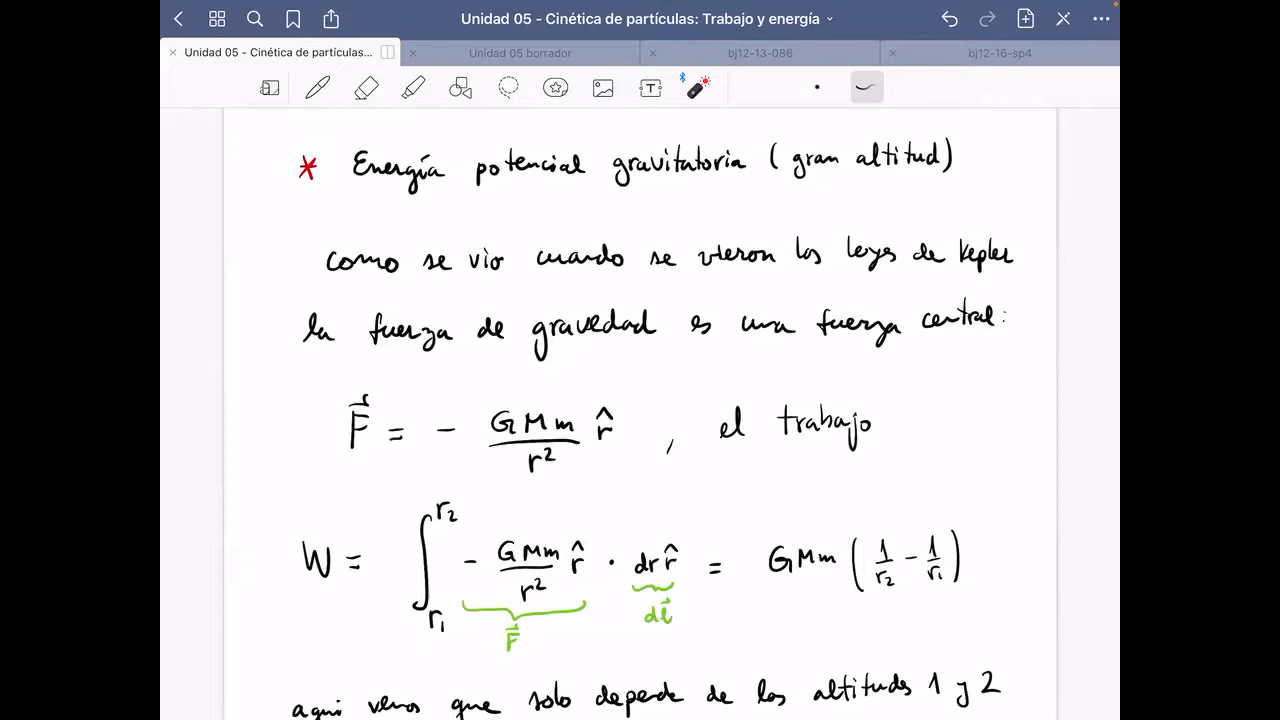 Unidad 05 - Cinética de partículas: Trabajo y energía
Unidad 05 - Cinética de partículas...
Unidad 05 borrador
bj12-13-086
bj12-16-sp4
* Energía potencial gravitatoria (gran altitud)
como se vio cuando se vieron las leyes de Kepler
la fuerza de gravedad es una fuerza central:
F⃗ = - GMm/r² r̂ , el trabajo
W = ∫_{r₁}^{r₂} - GMm/r² r̂ · dr r̂ = GMm (1/r₂ - 1/r₁)
F⃗ dl⃗
aqui vemos que solo depende de las altitudes 1 y 2